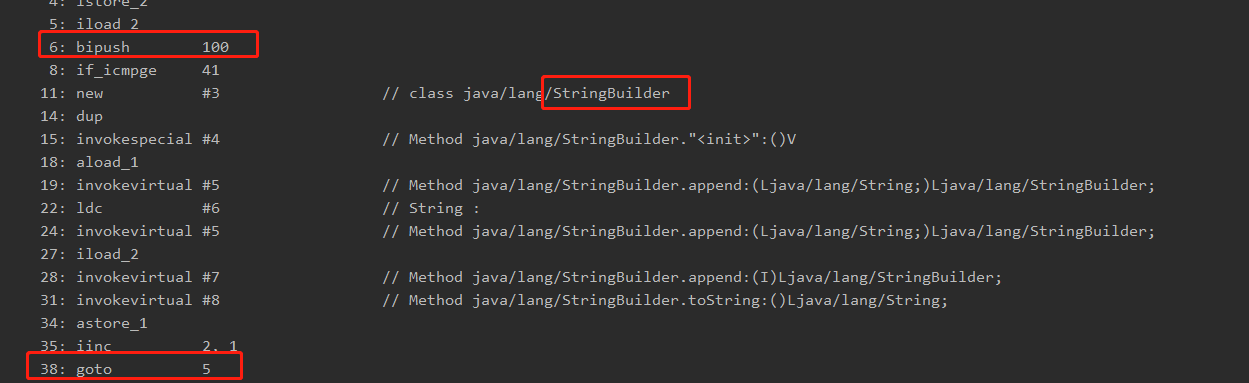 4: istore_2
5: iload_2
6: bipush 100
8: if_icmpge 41
11: new #3 // class java/lang/StringBuilder
14: dup
15: invokespecial #4 // Method java/lang/StringBuilder."<init>":()V
18: aload_1
19: invokevirtual #5 // Method java/lang/StringBuilder.append:(Ljava/lang/String;)Ljava/lang/StringBuilder;
22: ldc #6 // String :
24: invokevirtual #5 // Method java/lang/StringBuilder.append:(Ljava/lang/String;)Ljava/lang/StringBuilder;
27: iload_2
28: invokevirtual #7 // Method java/lang/StringBuilder.append:(I)Ljava/lang/StringBuilder;
31: invokevirtual #8 // Method java/lang/StringBuilder.toString:()Ljava/lang/String;
34: astore_1
35: iinc 2, 1
38: goto 5